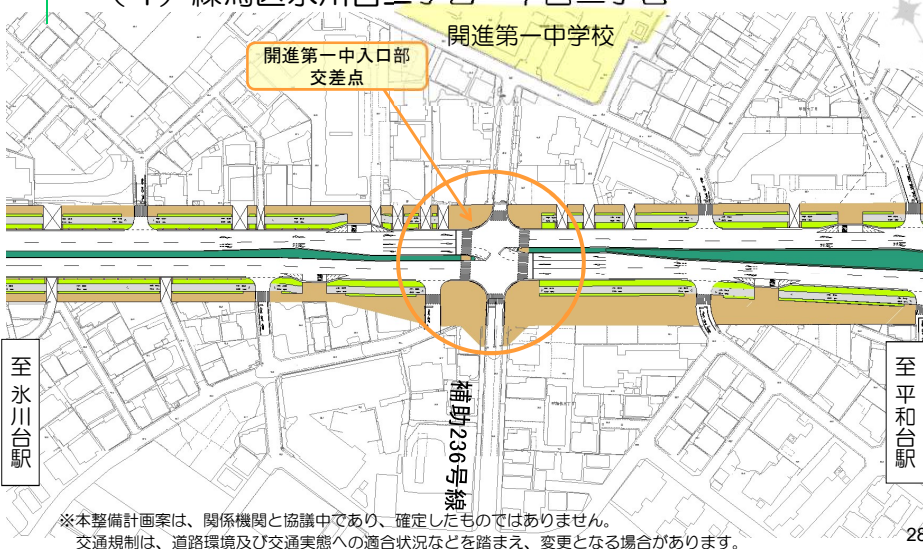 開進第一中学校
開進第一中入口部
交差点
至 氷川台駅
至 平和台駅
補助236号線
※本整備計画案は、関係機関と協議中であり、確定したものではありません。
交通規制は、道路環境及び交通実態への適合状況などを踏まえ、変更となる場合があります。